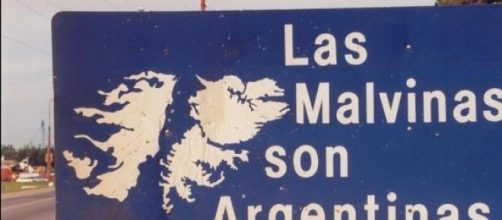 Las
Malvinas
son
Argentinas